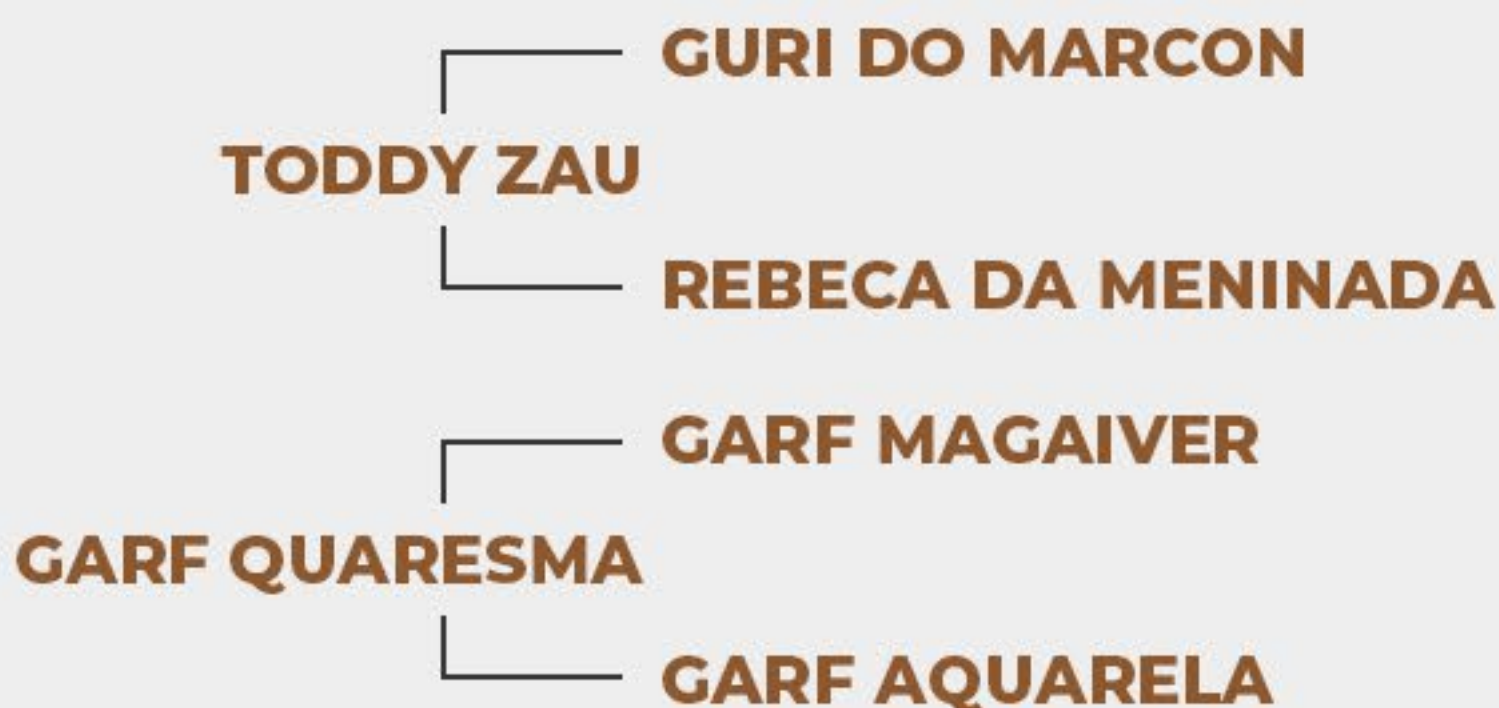 GURI DO MARCON
TODDY ZAU
REBECA DA MENINADA
GARF MAGAIVER
GARF QUARESMA
GARF AQUARELA